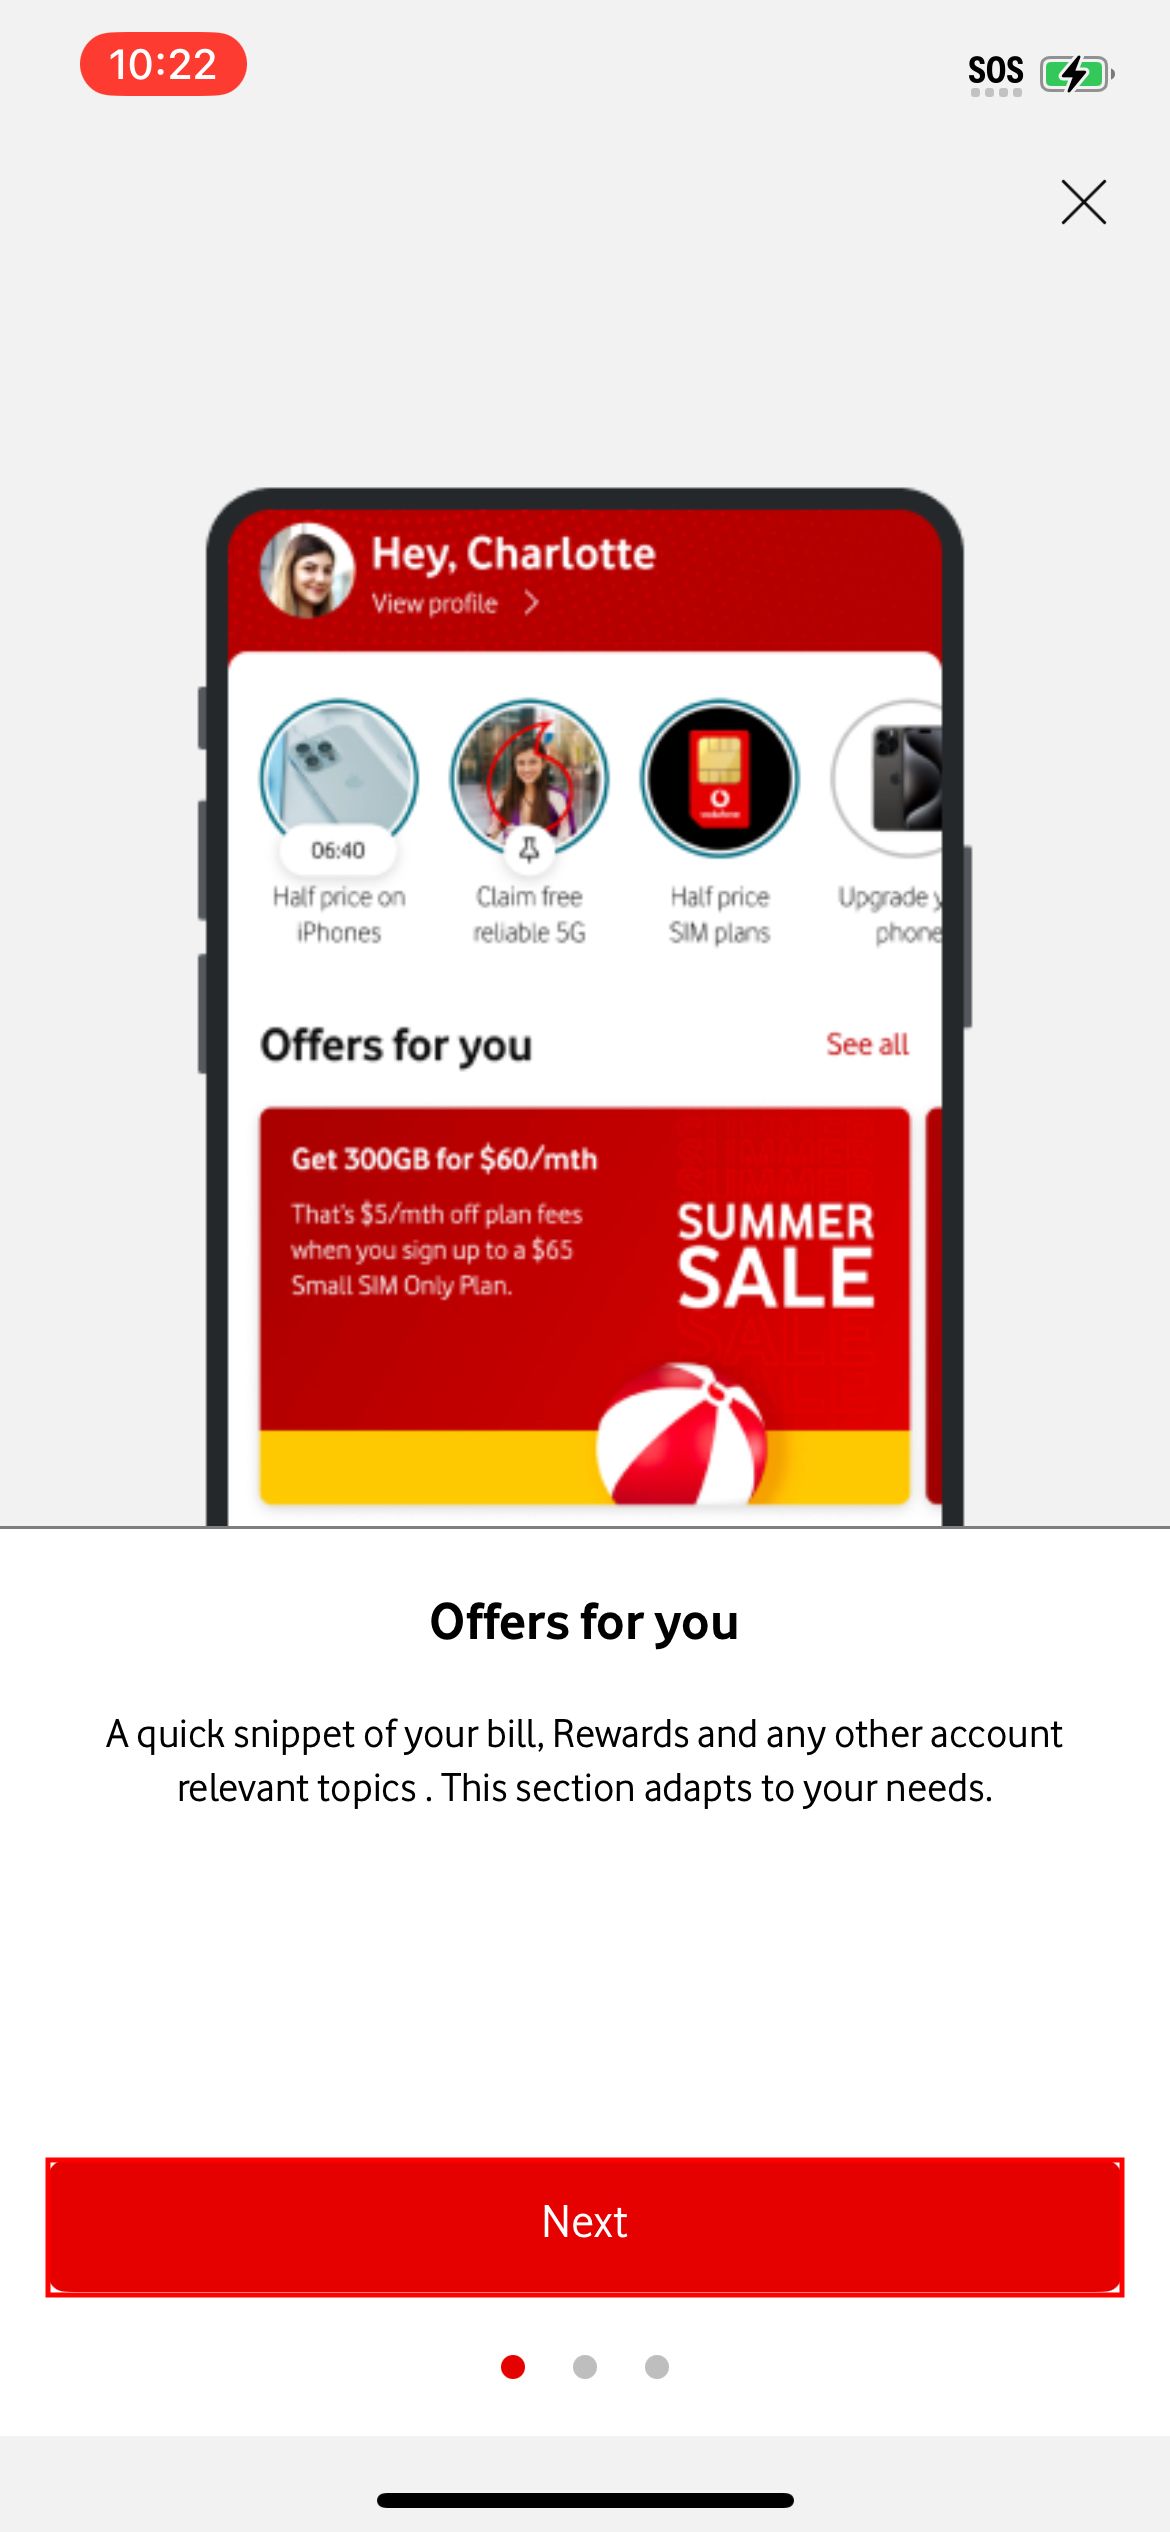 10:22
SOS
Hey, Charlotte
View profile
06:40
Half price on
iPhones
Claim free
reliable 5G
vodafone
Half price
SIM plans
Upgrade y
phone
Offers for you
See all
Get 300GB for $60/mth
That's $5/mth off plan fees
when you sign up to a $65
Small SIM Only Plan.
SUMMER
SALE
Offers for you
A quick snippet of your bill, Rewards and any other account
relevant topics . This section adapts to your needs.
Next